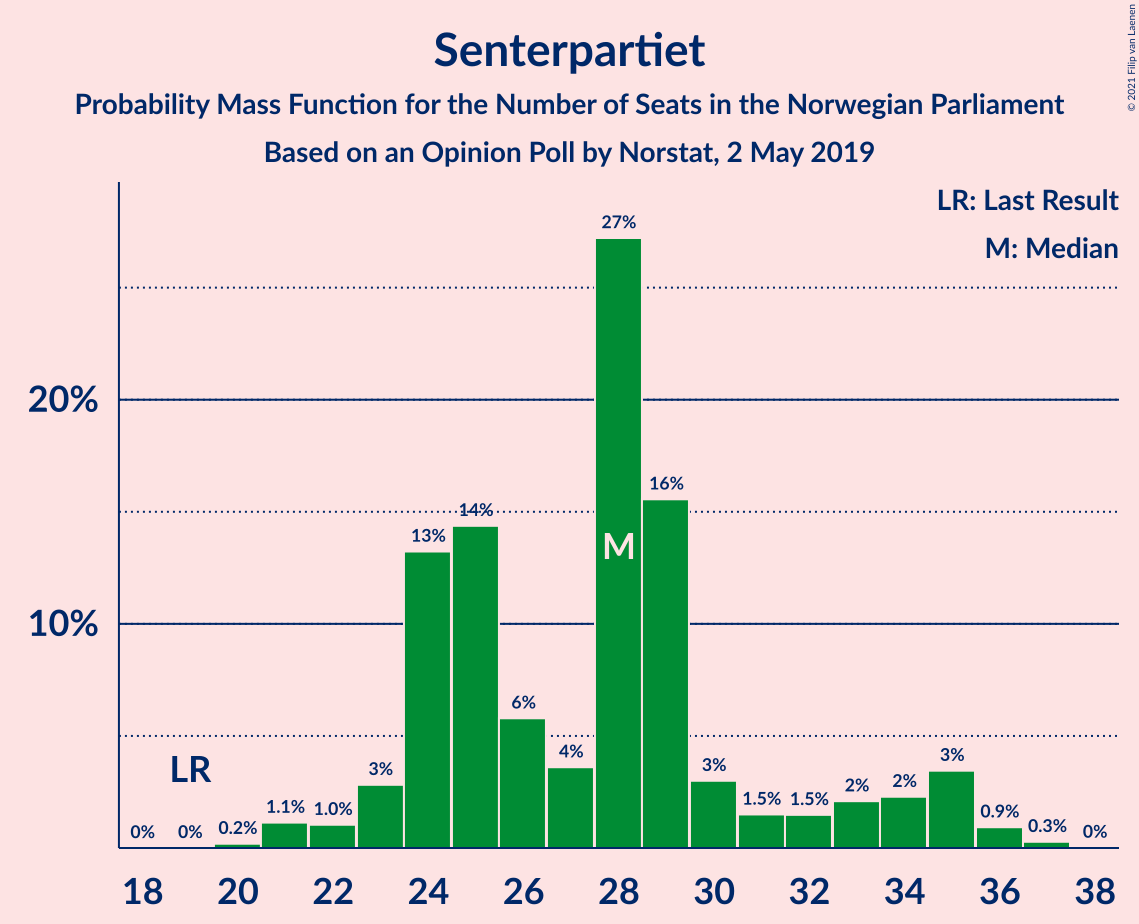 Senterpartiet
Probability Mass Function for the Number of Seats in the Norwegian Parliament
Based on an Opinion Poll by Norstat, 2 May 2019
© 2021 Filip van Laenen
LR: Last Result
M: Median
20%
10%
0%
0%
0.2%
1.1%
1.0%
3%
13%
14%
6%
4%
27%
16%
3%
1.5%
1.5%
2%
2%
3%
0.9%
0.3%
0%
LR
M
18 20 22 24 26 28 30 32 34 36 38